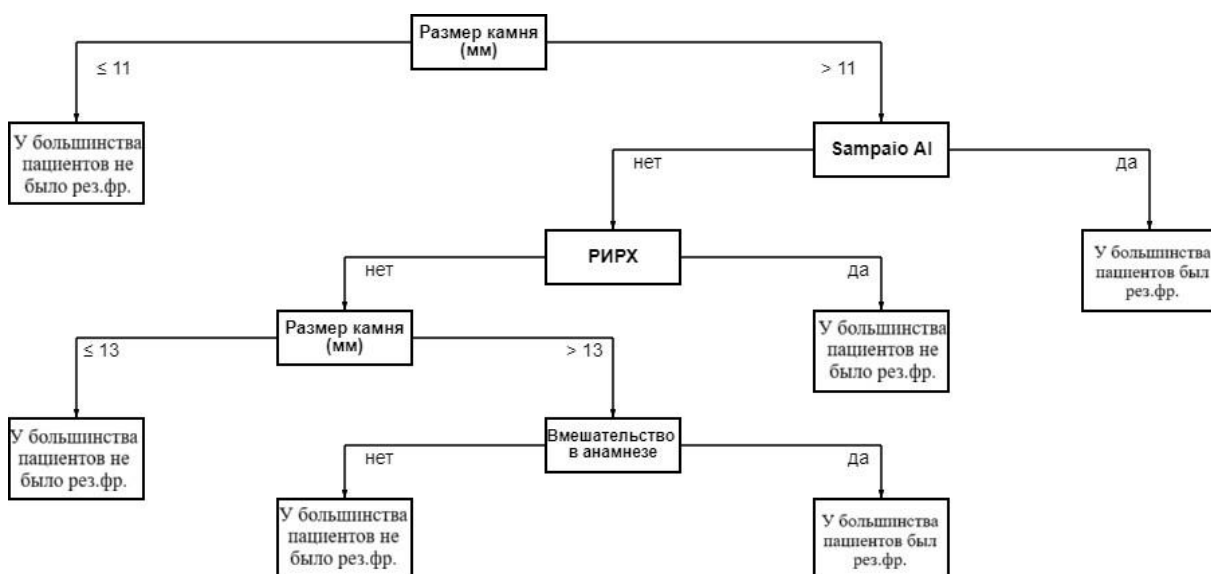 Размер камня
(мм)
≤ 11
> 11
У большинства
пациентов не
было рез.фр.
Sampaio AI
нет
да
РИРХ
У большинства
пациентов был
рез.фр.
нет
да
Размер камня
(мм)
У большинства
пациентов не
было рез.фр.
≤ 13
> 13
У большинства
пациентов не
было рез.фр.
Вмешательство
в анамнезе
нет
да
У большинства
пациентов не
было рез.фр.
У большинства
пациентов был
рез.фр.